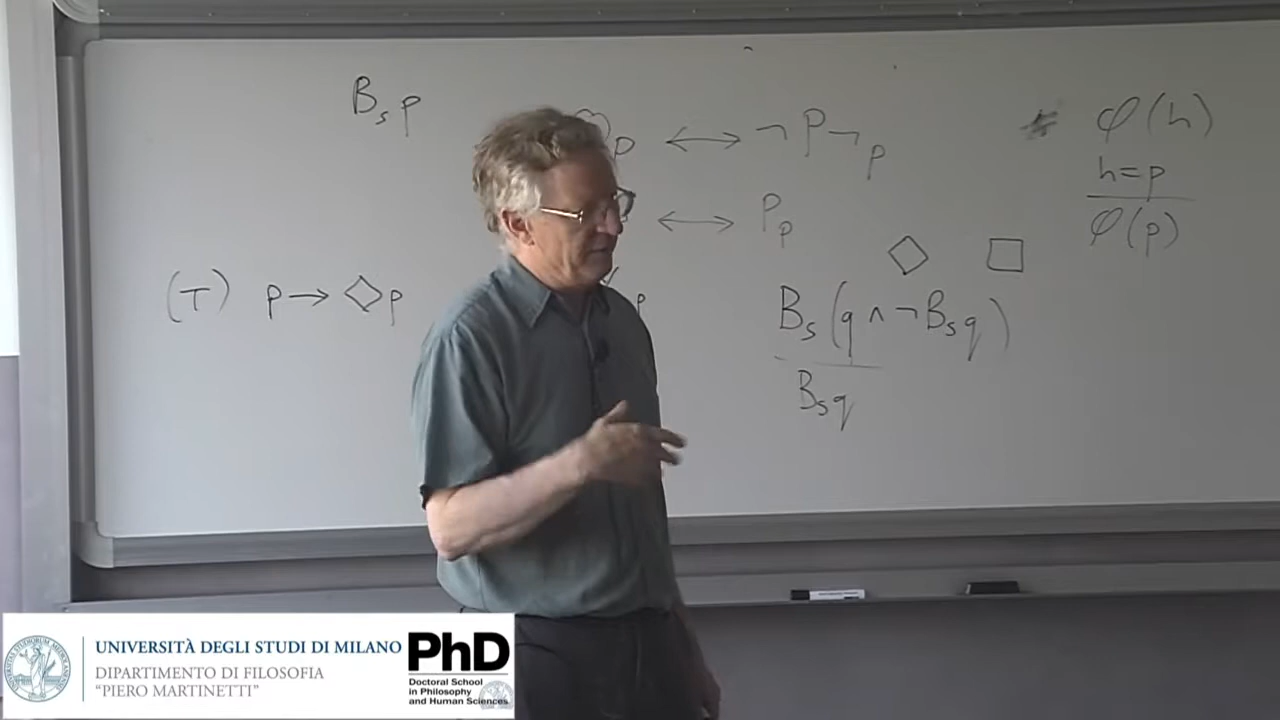 B_s p
p ↔ ¬P¬p
φ(h)
h=p
φ(p)
↔ P_p
◇ □
(T) p→◇p
p
B_s(q∧¬B_s q)
B_s q
UNIVERSITÀ DEGLI STUDI DI MILANO
DIPARTIMENTO DI FILOSOFIA
“PIERO MARTINETTI”
PhD
Doctoral School
in Philosophy
and Human Sciences